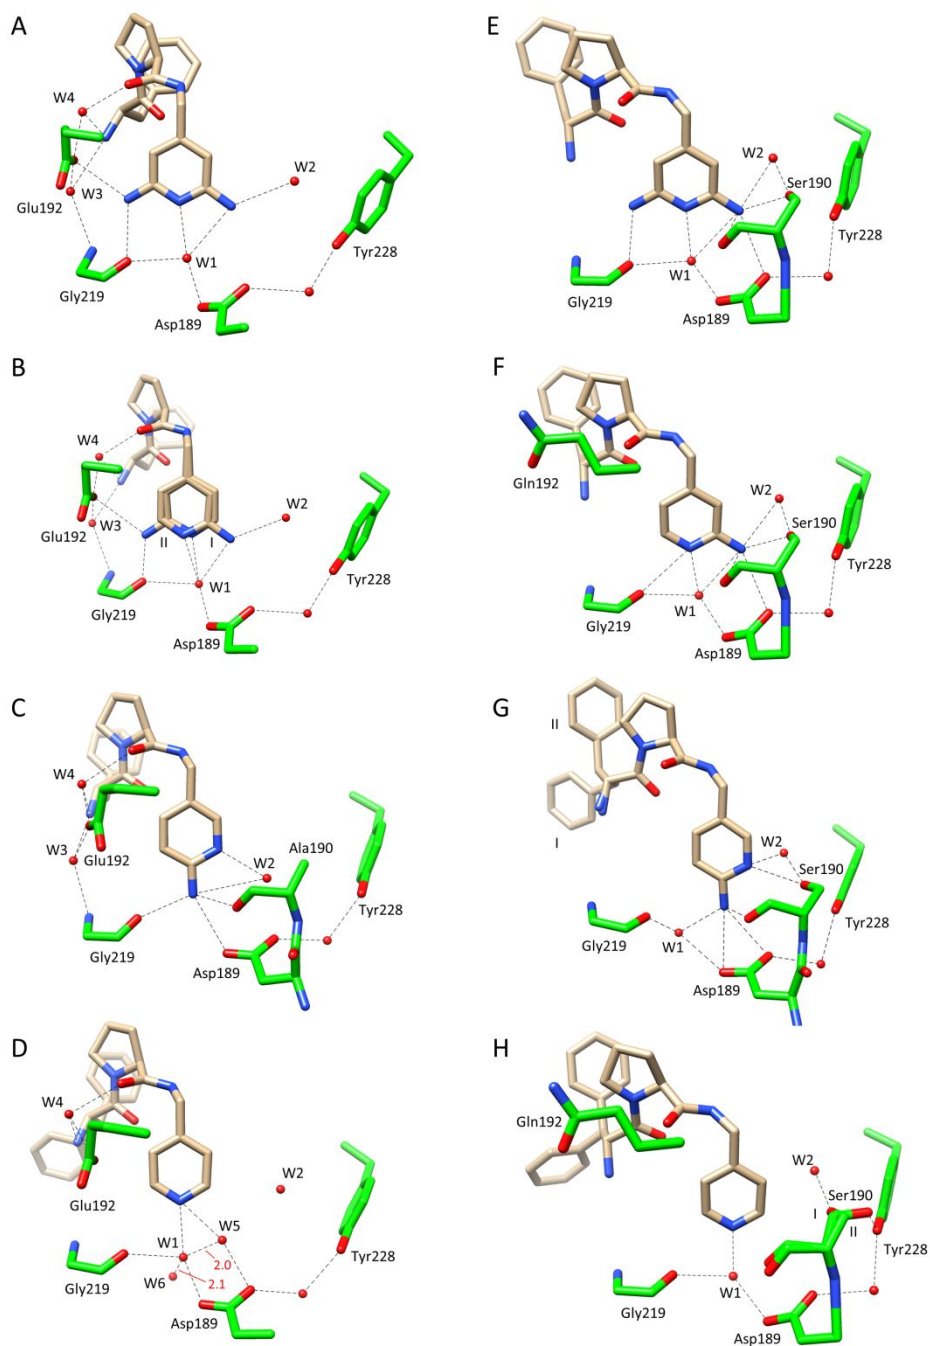 A
W4
W2
Glu192
W3
Tyr228
W1
Gly219
Asp189
B
W4
W2
Glu192
W3
II
I
Tyr228
W1
Gly219
Asp189
C
W4
W3
Glu192
W2
Ala190
Tyr228
Gly219
Asp189
D
W4
Glu192
W2
W5
W1
2.0
Tyr228
Gly219
W6
2.1
Asp189
E
W2
Ser190
Tyr228
W1
Gly219
Asp189
F
Gln192
W2
Ser190
Tyr228
W1
Gly219
Asp189
G
II
I
W2
Ser190
Tyr228
Gly219
W1
Asp189
H
Gln192
W2
Ser190
I
II
Tyr228
W1
Gly219
Asp189